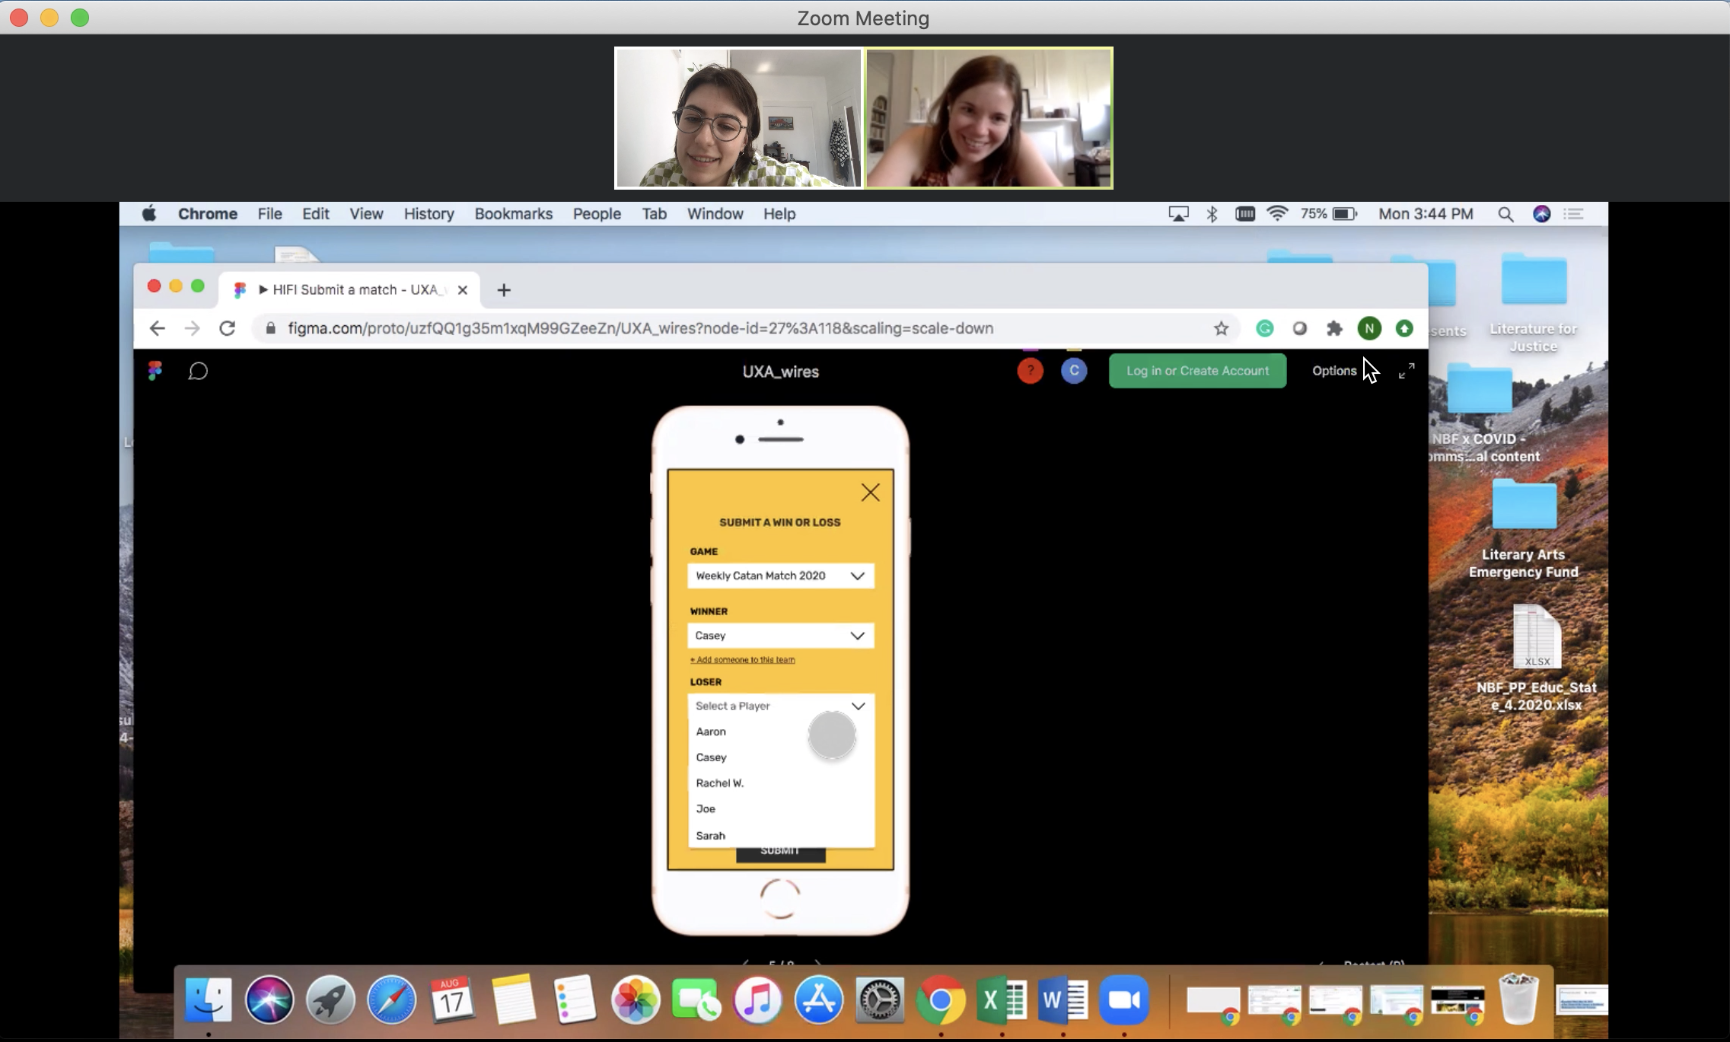 Zoom Meeting
Chrome File Edit View History Bookmarks People Tab Window Help 75% Mon 3:44 PM
▶ HIFI Submit a match - UXA_
figma.com/proto/uzfQQ1g35m1xqM99GZeeZn/UXA_wires?node-id=27%3A118&scaling=scale-down
N
sents
Literature for
Justice
UXA_wires
? C
Log in or Create Account
Options
NBF x COVID -
omms:...al content
SUBMIT A WIN OR LOSS
GAME
Weekly Catan Match 2020
WINNER
Casey
+ Add someone to this team
LOSER
Select a Player
Aaron
Casey
Rachel W.
Joe
Sarah
SUBMIT
Literary Arts
Emergency Fund
XLSX
NBF_PP_Educ_Stat
e_4.2020.xlsx
AUG
17
X
W